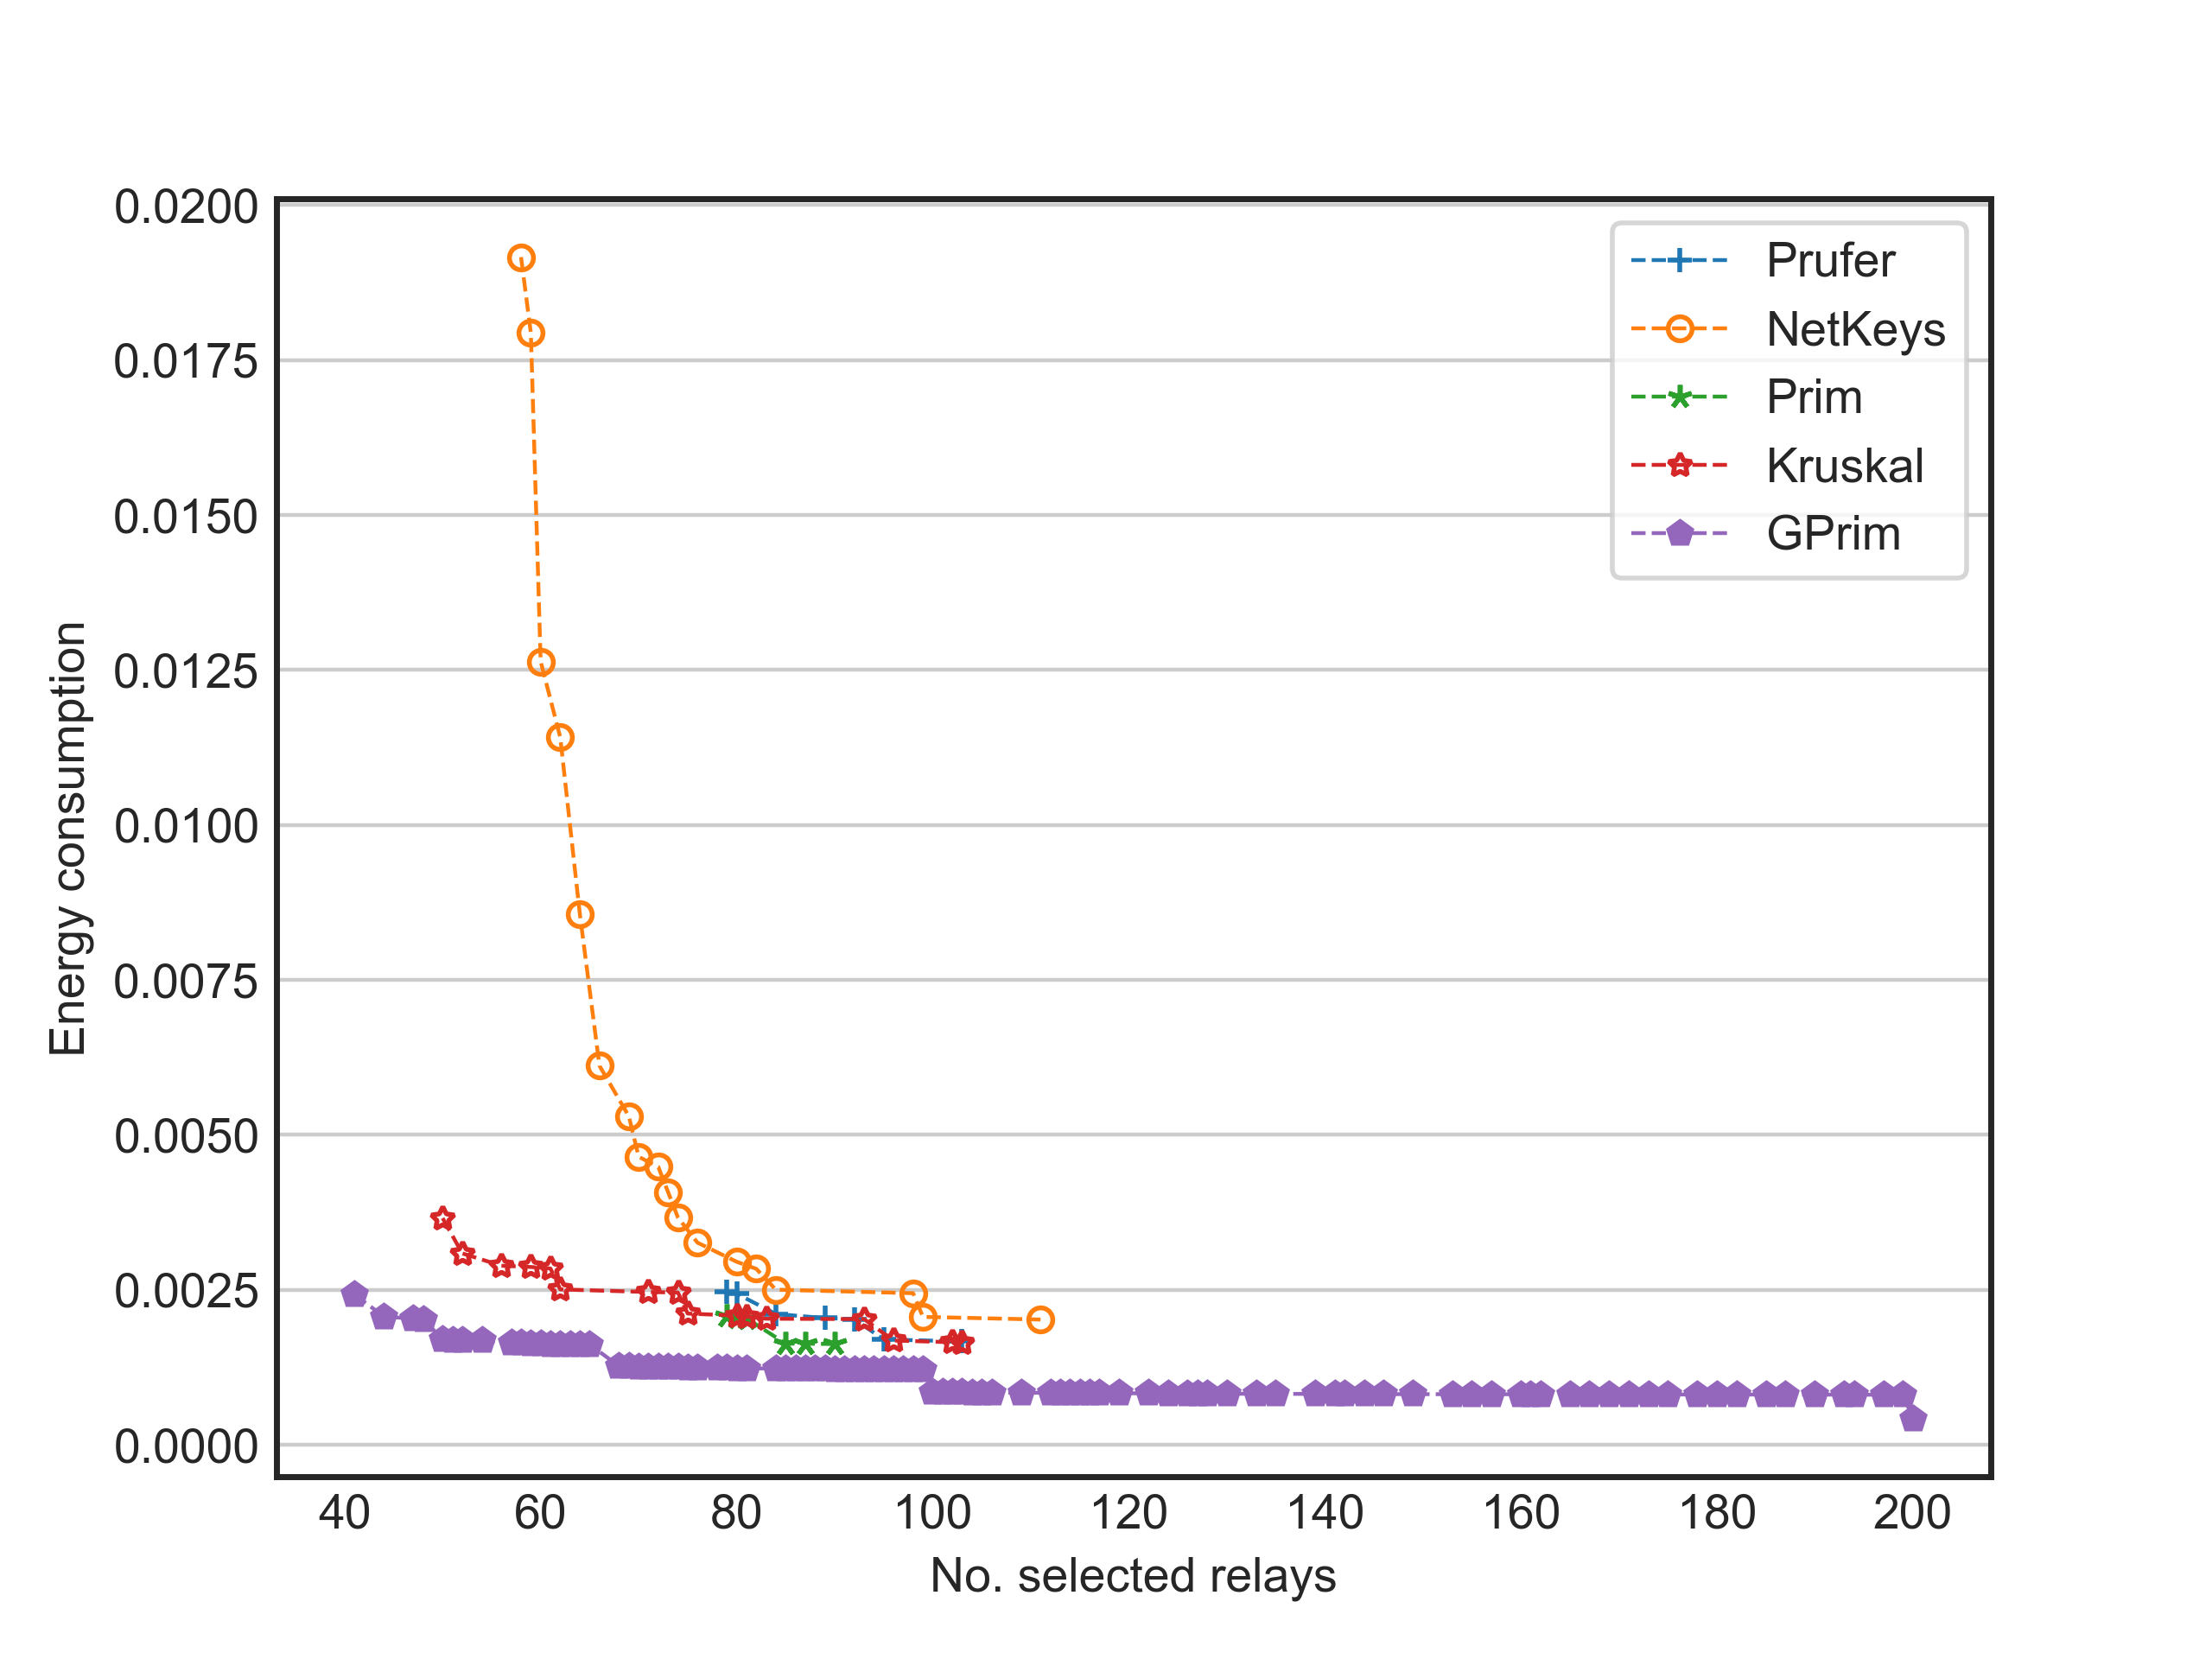 0.0200
0.0175
0.0150
0.0125
0.0100
0.0075
0.0050
0.0025
0.0000
Energy consumption
Prufer
NetKeys
Prim
Kruskal
GPrim
40 60 80 100 120 140 160 180 200
No. selected relays